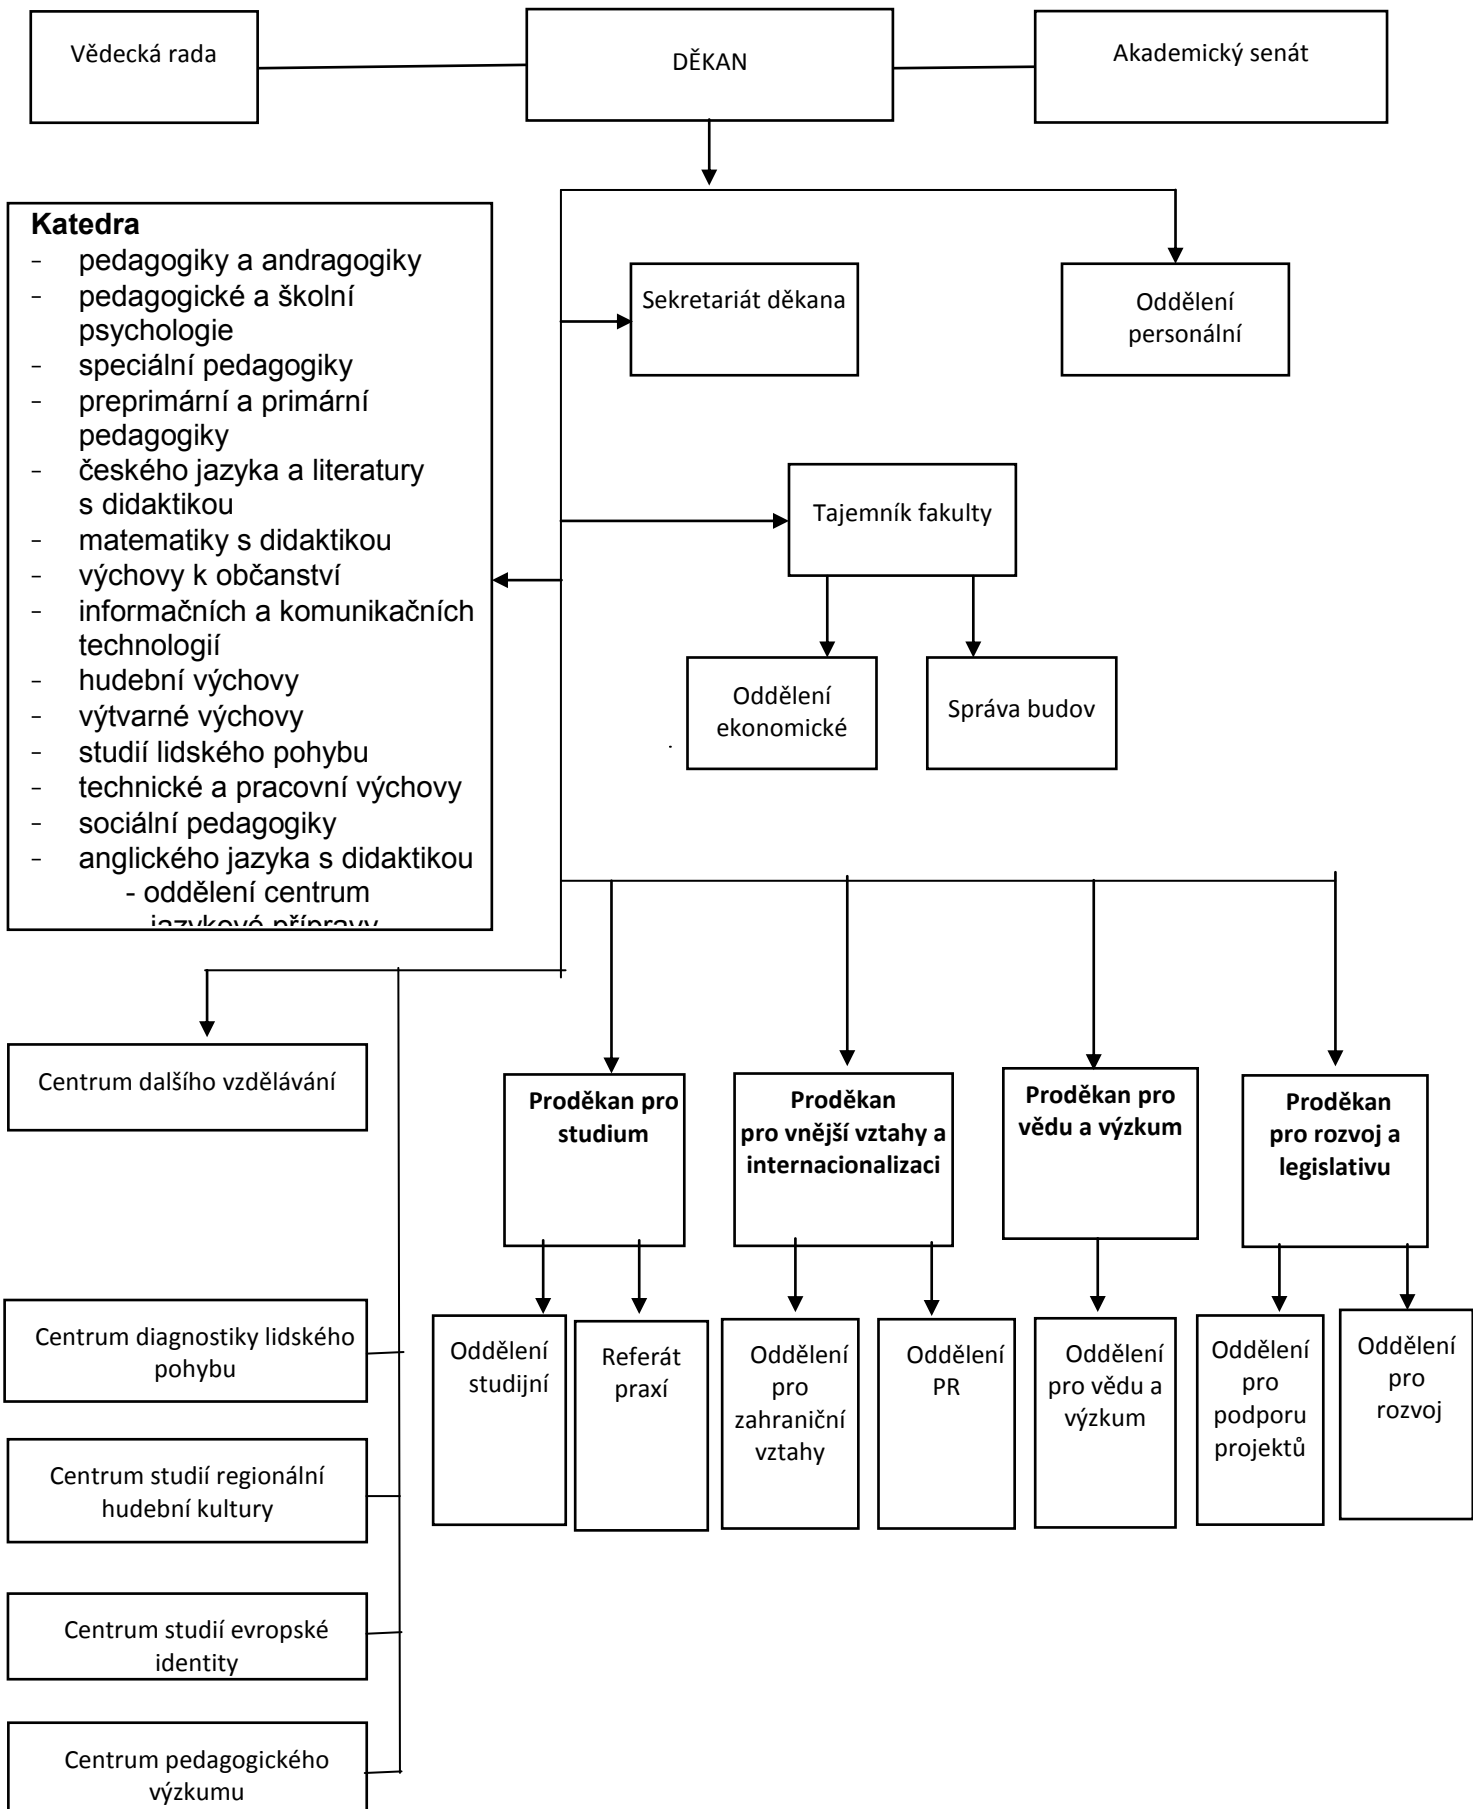 Vědecká rada
DĚKAN
Akademický senát
Katedra
- pedagogiky a andragogiky
- pedagogické a školní
psychologie
- speciální pedagogiky
- preprimární a primární
pedagogiky
- českého jazyka a literatury
s didaktikou
- matematiky s didaktikou
- výchovy k občanství
- informačních a komunikačních
technologií
- hudební výchovy
- výtvarné výchovy
- studií lidského pohybu
- technické a pracovní výchovy
- sociální pedagogiky
- anglického jazyka s didaktikou
- oddělení centrum
jazykové přípravy
Sekretariát děkana
Oddělení
personální
Tajemník fakulty
Oddělení
ekonomické
Správa budov
.
Centrum dalšího vzdělávání
Proděkan pro
studium
Proděkan
pro vnější vztahy a
internacionalizaci
Proděkan pro
vědu a výzkum
Proděkan
pro rozvoj a
legislativu
Centrum diagnostiky lidského
pohybu
Centrum studií regionální
hudební kultury
Centrum studií evropské
identity
Centrum pedagogického
výzkumu
Oddělení
studijní
Referát
praxí
Oddělení
pro
zahraniční
vztahy
Oddělení
PR
Oddělení
pro vědu a
výzkum
Oddělení
pro
podporu
projektů
Oddělení
pro
rozvoj